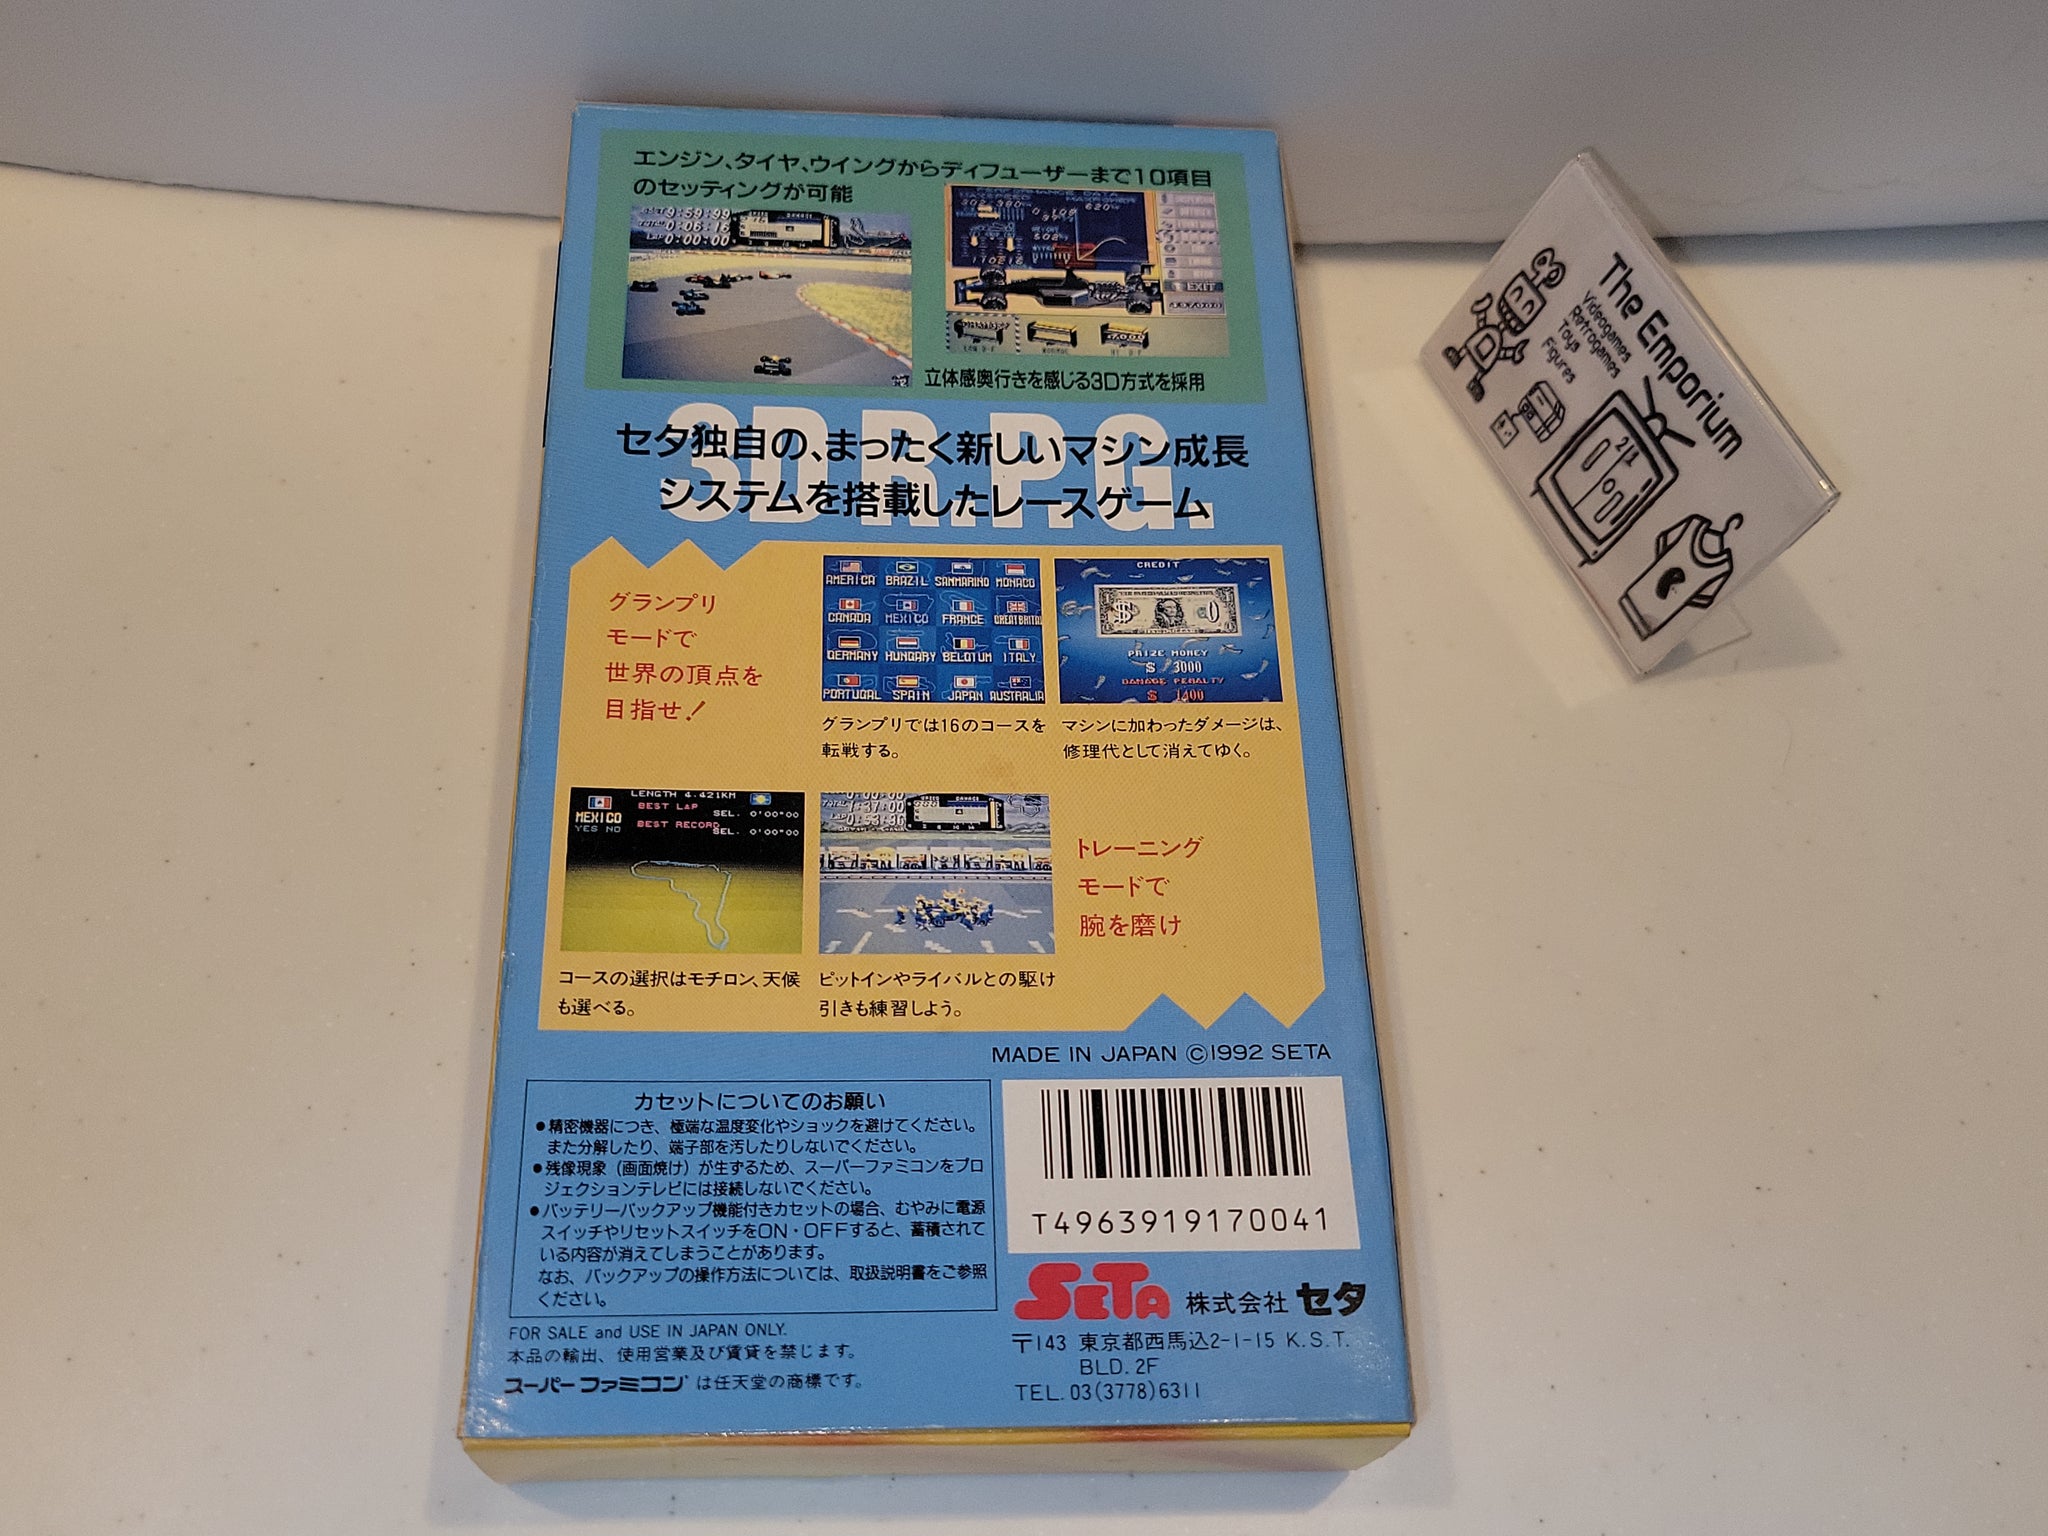 エンジン、タイヤ、ウイングからディフューザーまで10項目
のセッティングが可能
9:59:99
0:06:16
0:00:00
PERFORMANCE DATA
EXIT
立体感奥行きを感じる3D方式を採用
3D R.P.G.
セタ独自の、まったく新しいマシン成長
システムを搭載したレースゲーム
グランプリ
モードで
世界の頂点を
目指せ!
AMERICA BRAZIL SANMARINO MONACO
CANADA MEXICO FRANCE GREAT BRITAI
GERMANY HUNGARY BELGIUM ITALY
PORTUGAL SPAIN JAPAN AUSTRALIA
グランプリでは16のコースを
転戦する。
CREDIT
$ 0
PRIZE MONEY
$ 3000
DAMAGE PENALTY
$ 1400
マシンに加わったダメージは、
修理代として消えてゆく。
LENGTH 4.421KM
MEXICO
YES NO
BEST LAP
SEL. 0'00"00
BEST RECORD
SEL. 0'00"00
コースの選択はモチロン、天候
も選べる。
0:00:00
TOTAL 1:37:00
LAP 0:53:96
SPEED DAMAGE
ピットインやライバルとの駆け
引きも練習しよう。
トレーニング
モードで
腕を磨け
MADE IN JAPAN ©1992 SETA
カセットについてのお願い
●精密機器につき、極端な温度変化やショックを避けてください。
また分解したり、端子部を汚したりしないでください。
●残像現象(画面焼け)が生ずるため、スーパーファミコンをプロ
ジェクションテレビには接続しないでください。
●バッテリーバックアップ機能付きカセットの場合、むやみに電源
スイッチやリセットスイッチをON・OFFすると、蓄積されて
いる内容が消えてしまうことがあります。
なお、バックアップの操作方法については、取扱説明書をご参照
ください。
FOR SALE and USE IN JAPAN ONLY.
本品の輸出、使用営業及び賃貸を禁じます。
スーパーファミコンは任天堂の商標です。
T4963919170041
SETA 株式会社 セタ
〒143 東京都西馬込2-1-15 K.S.T.
BLD. 2F
TEL. 03(3778)6311
The Emporium
Videogames
Retrogames
Toys
Figures